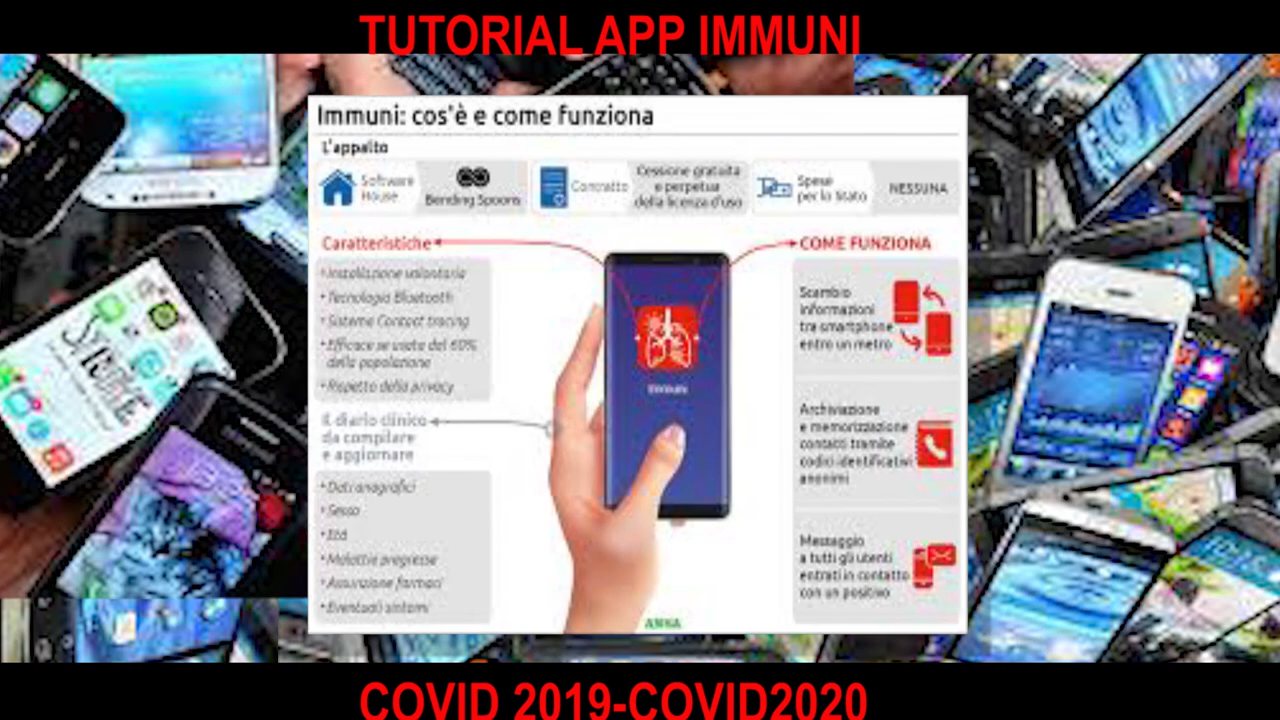 TUTORIAL APP IMMUNI
Immuni: cos'è e come funziona
L'appalto
Software
House
Bending Spoons
Contratto
Cessione gratuita
e perpetua
della licenza d'uso
Spese
per lo Stato
NESSUNA
Caratteristiche
• Installazione volontaria
• Tecnologia Bluetooth
• Sistema Contact tracing
• Efficace se usata dal 60%
della popolazione
• Rispetto della privacy
Il diario clinico
da compilare
e aggiornare
• Dati anagrafici
• Sesso
• Età
• Malattie pregresse
• Assunzione farmaci
• Eventuali sintomi
Immuni
COME FUNZIONA
Scambio
informazioni
tra smartphone
entro un metro
Archiviazione
e memorizzazione
contatti tramite
codici identificativi
anonimi
Messaggio
a tutti gli utenti
entrati in contatto
con un positivo
ANSA
COVID 2019-COVID2020